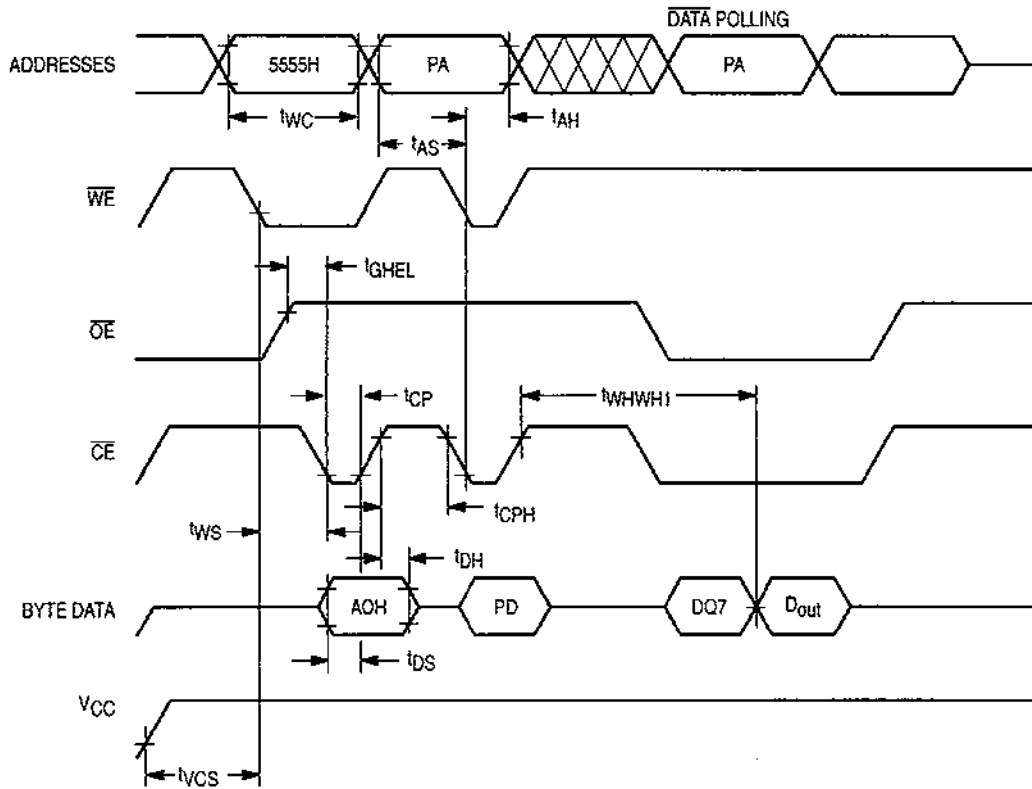 DATA POLLING
ADDRESSES 5555H PA PA
tWC tAH
tAS
WE
tGHEL
OE
tCP tWHWH1
CE
tCPH
tWS
tDH
BYTE DATA AOH PD DQ7 Dout
tDS
VCC
tVCS